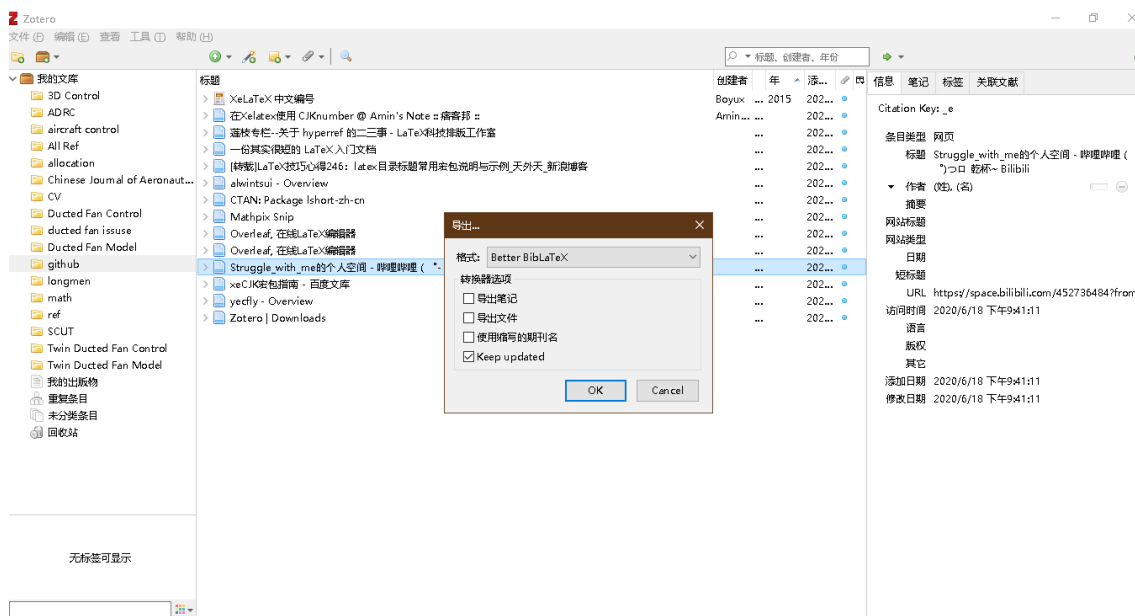 Zotero
文件(F) 编辑(E) 查看 工具(T) 帮助(H)
标题、创建者、年份
我的文库
3D Control
ADRC
aircraft control
All Ref
allocation
Chinese Journal of Aeronaut...
CV
Ducted Fan Control
ducted fan issuse
Ducted Fan Model
github
longmen
math
ref
SCUT
Twin Ducted Fan Control
Twin Ducted Fan Model
我的出版物
重复条目
未分类条目
回收站
无标签可显示
标题 创建者 年 添...
XeLaTeX 中文编号 Boyux ... 2015 202...
在Xelatex使用 CJKnumber @ Amin's Note :: 痞客邦 :: Amin... ... 202...
莲枝专栏--关于 hyperref 的二三事 - LaTeX科技排版工作室 ... 202...
一份其实很短的 LaTeX 入门文档 ... 202...
[转载]LaTeX技巧心得246：latex目录标题常用宏包说明与示例_天外天_新浪博客 ... 202...
alwintsui - Overview ... 202...
CTAN: Package lshort-zh-cn ... 202...
Mathpix Snip ... 202...
Overleaf, 在线LaTeX编辑器 ... 202...
Overleaf, 在线LaTeX编辑器 ... 202...
Struggle_with_me的个人空间 - 哔哩哔哩 ( ゜- ... 202...
xeCJK宏包指南 - 百度文库 ... 202...
yecfly - Overview ... 202...
Zotero | Downloads ... 202...
导出...
格式: Better BibLaTeX
转换器选项
导出笔记
导出文件
使用缩写的期刊名
Keep updated
OK Cancel
信息 笔记 标签 关联文献
Citation Key: _e
条目类型 网页
标题 Struggle_with_me的个人空间 - 哔哩哔哩 (
゜)つロ 乾杯~ Bilibili
作者 (姓), (名)
摘要
网站标题
网站类型
日期
短标题
URL https://space.bilibili.com/452736484?from
访问时间 2020/6/18 下午9:41:11
语言
版权
其它
添加日期 2020/6/18 下午9:41:11
修改日期 2020/6/18 下午9:41:11